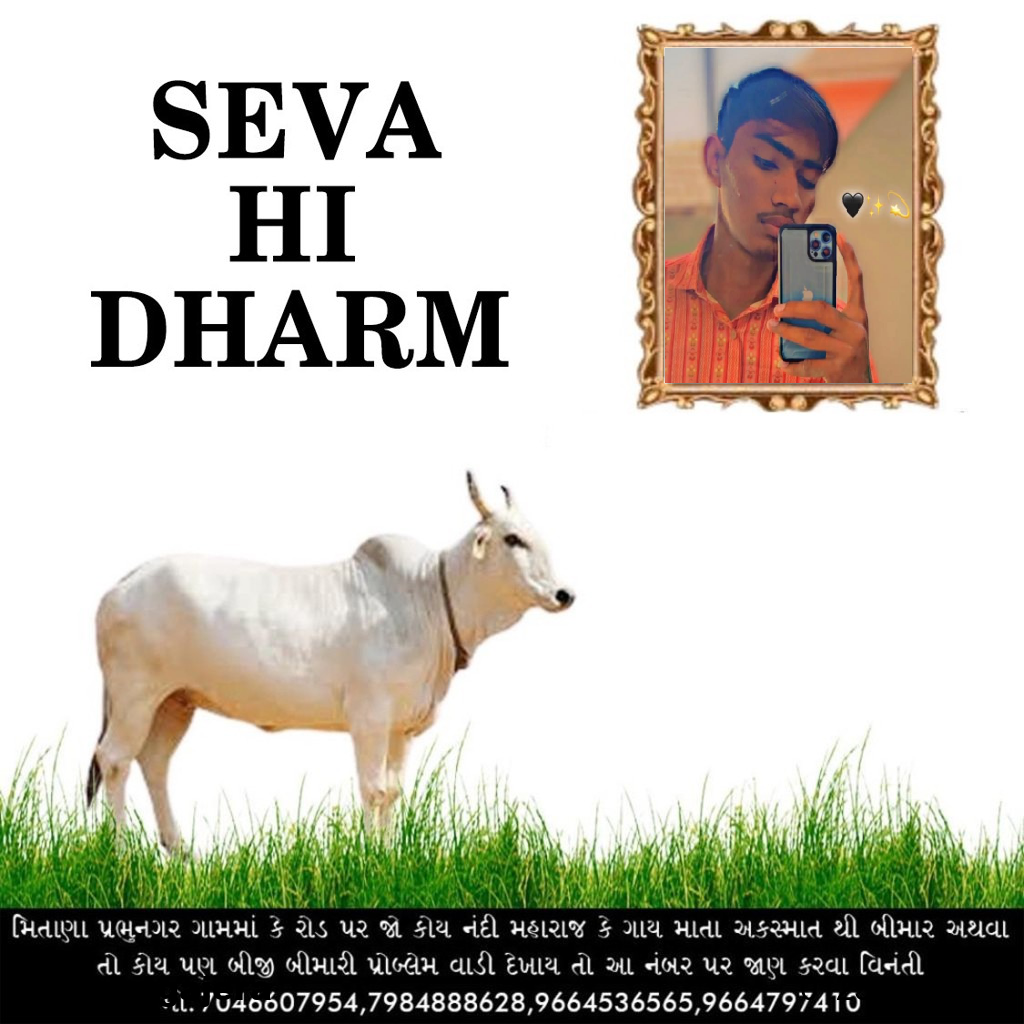 SEVA
HI
DHARM
મિતાણા પ્રભુનગર ગામમાં કે રોડ પર જો કોય નંદી મહારાજ કે ગાય માતા અકસ્માત થી બીમાર અથવા
તો કોય પણ બીજી બીમારી પ્રોબ્લેમ વાડી દેખાય તો આ નંબર પર જાણ કરવા વિનંતી
મો. 7046607954,7984888628,9664536565,9664797410